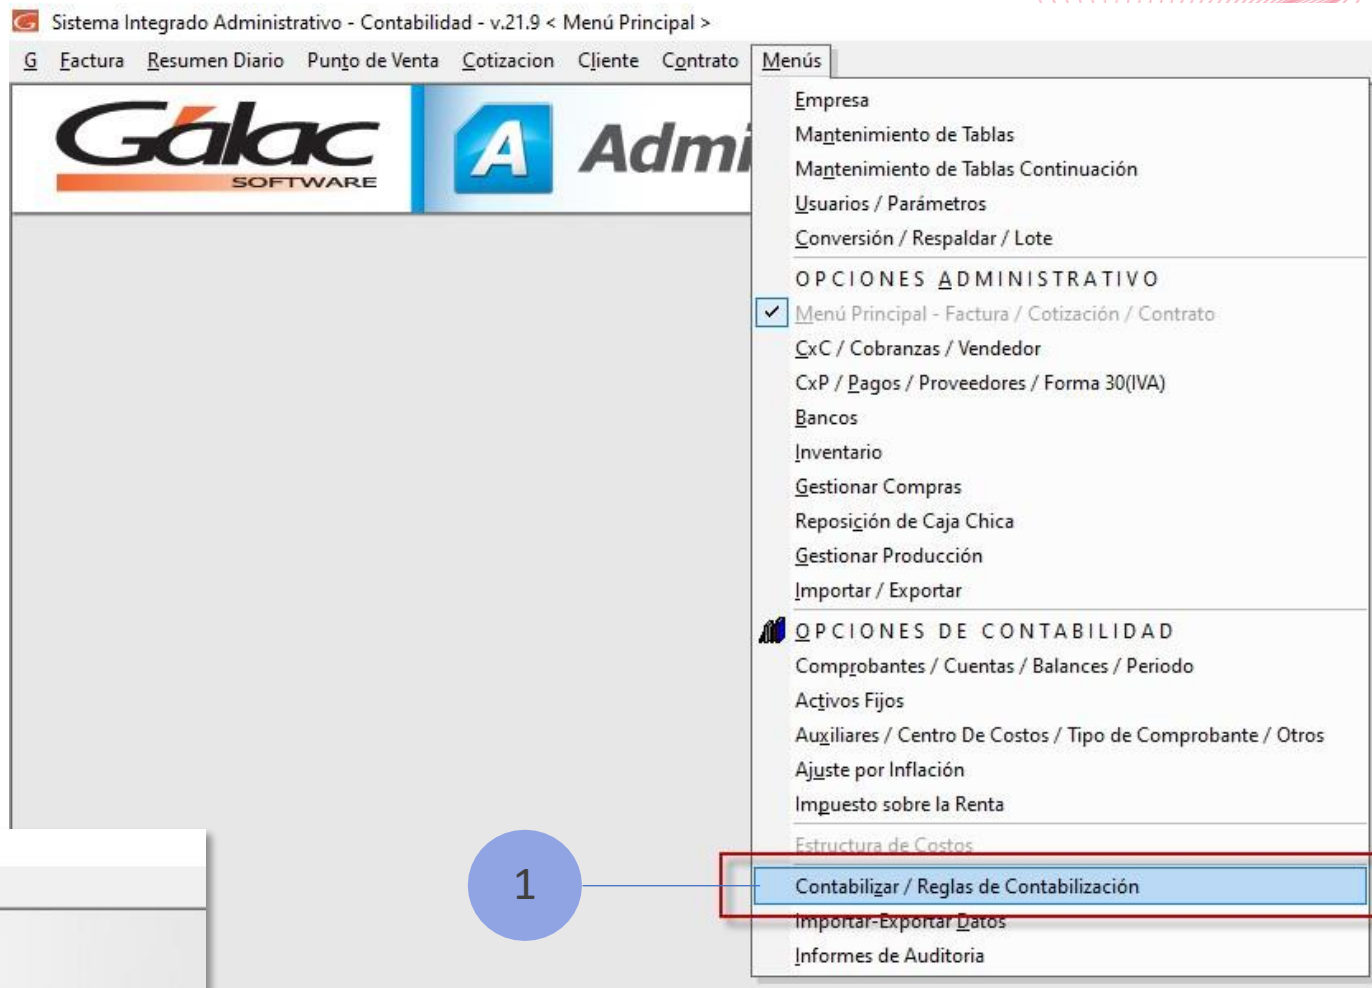 Sistema Integrado Administrativo - Contabilidad - v.21.9 < Menú Principal >
G Factura Resumen Diario Punto de Venta Cotizacion Cliente Contrato Menús
Gálac
SOFTWARE
A Admi
Empresa
Mantenimiento de Tablas
Mantenimiento de Tablas Continuación
Usuarios / Parámetros
Conversión / Respaldar / Lote
OPCIONES ADMINISTRATIVO
Menú Principal - Factura / Cotización / Contrato
CxC / Cobranzas / Vendedor
CxP / Pagos / Proveedores / Forma 30(IVA)
Bancos
Inventario
Gestionar Compras
Reposición de Caja Chica
Gestionar Producción
Importar / Exportar
OPCIONES DE CONTABILIDAD
Comprobantes / Cuentas / Balances / Periodo
Activos Fijos
Auxiliares / Centro De Costos / Tipo de Comprobante / Otros
Ajuste por Inflación
Impuesto sobre la Renta
Estructura de Costos
1
Contabilizar / Reglas de Contabilización
Importar-Exportar Datos
Informes de Auditoria